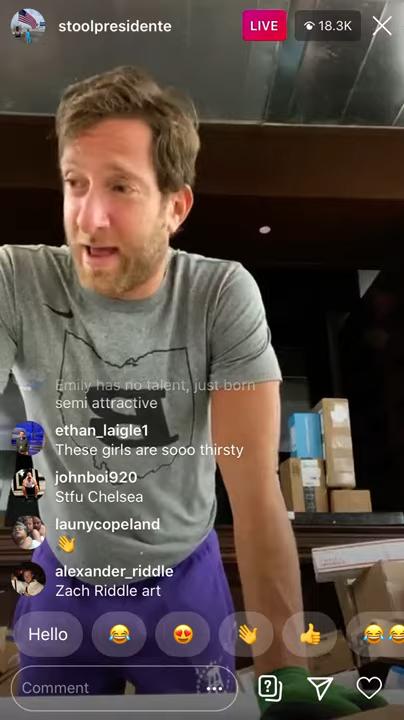 stoolpresidente
LIVE
18.3K
Emily has no talent, just born
semi attractive
ethan_laigle1
These girls are sooo thirsty
johnboi920
Stfu Chelsea
launycopeland
👋
alexander_riddle
Zach Riddle art
Hello
😂
😍
👋
👍
😂😂
Comment